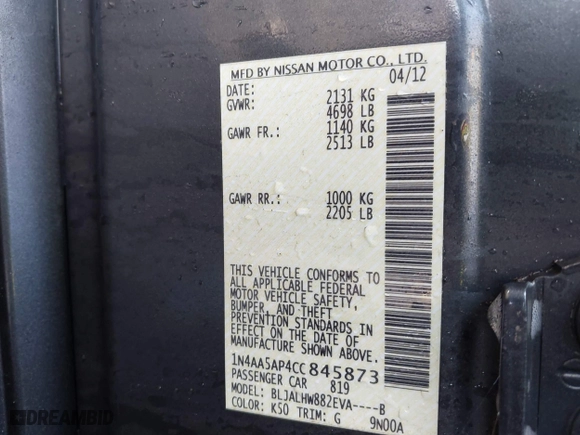 MFD BY NISSAN MOTOR CO., LTD.
DATE: 04/12
GVWR: 2131 KG
4698 LB
GAWR FR.: 1140 KG
2513 LB
GAWR RR.: 1000 KG
2205 LB
THIS VEHICLE CONFORMS TO
ALL APPLICABLE FEDERAL
MOTOR VEHICLE SAFETY,
BUMPER, AND THEFT
PREVENTION STANDARDS IN
EFFECT ON THE DATE OF
MANUFACTURE SHOWN ABOVE.
1N4AA5AP4CC845873
PASSENGER CAR 819
MODEL: BLJALHW882EVA----B
COLOR: K50 TRIM: G 9N00A
DREAMBID